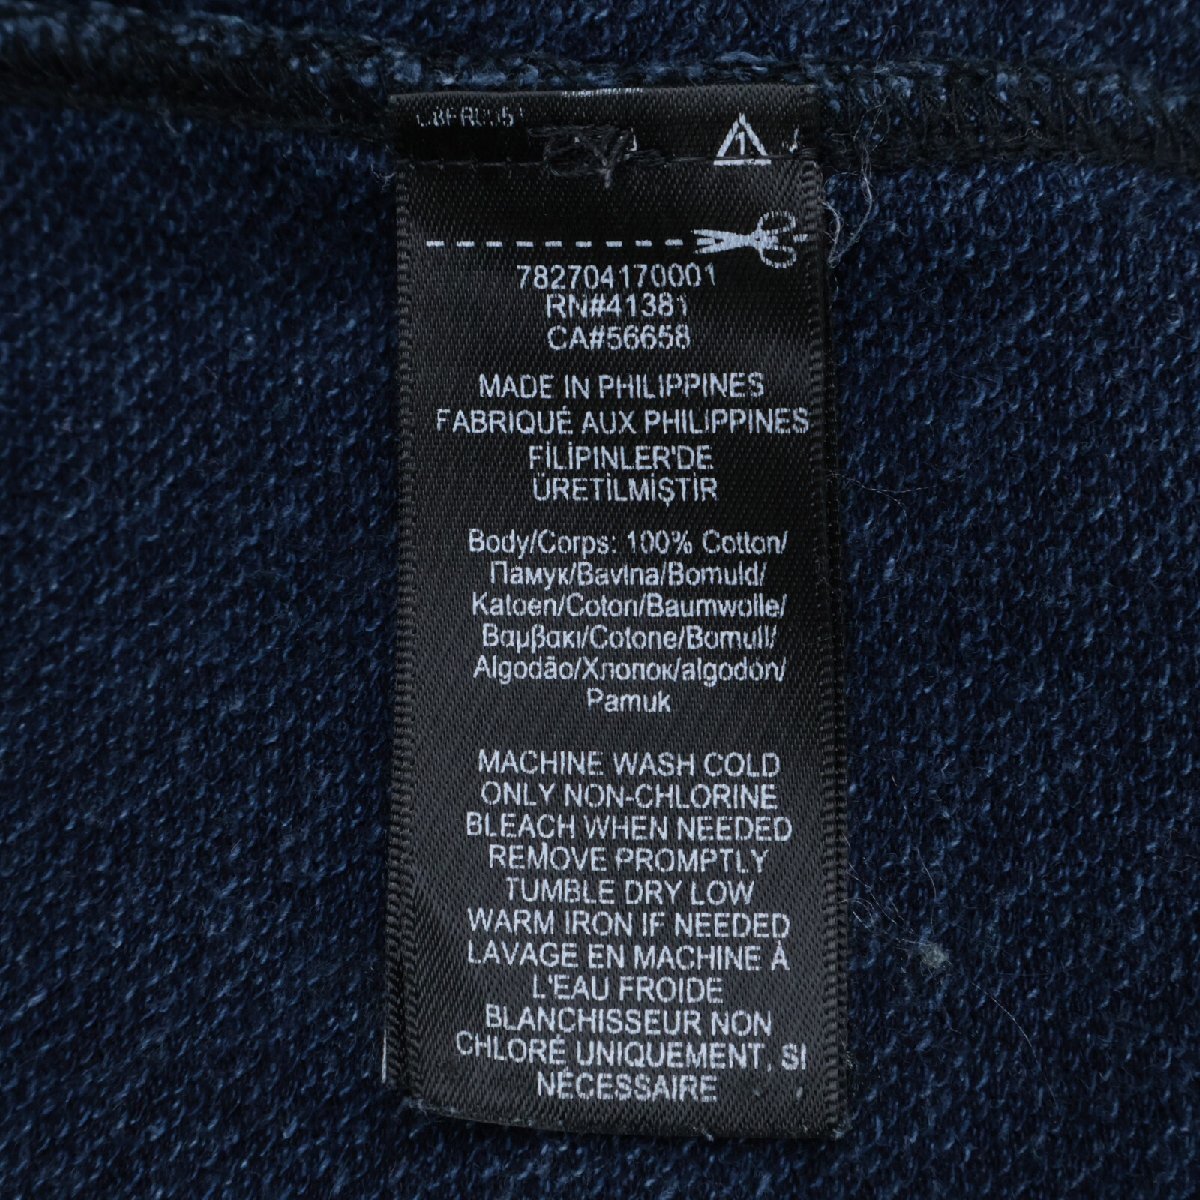 782704170001
RN#41381
CA#56658
MADE IN PHILIPPINES
FABRIQUÉ AUX PHILIPPINES
FİLİPİNLER'DE
ÜRETİLMİŞTİR
Body/Corps: 100% Cotton/
Памук/Bavlna/Bomuld/
Katoen/Coton/Baumwolle/
Βαμβακι/Cotone/Bomull/
Algodão/Хлопок/algodón/
Pamuk
MACHINE WASH COLD
ONLY NON-CHLORINE
BLEACH WHEN NEEDED
REMOVE PROMPTLY
TUMBLE DRY LOW
WARM IRON IF NEEDED
LAVAGE EN MACHINE À
L'EAU FROIDE
BLANCHISSEUR NON
CHLORÉ UNIQUEMENT, SI
NÉCESSAIRE